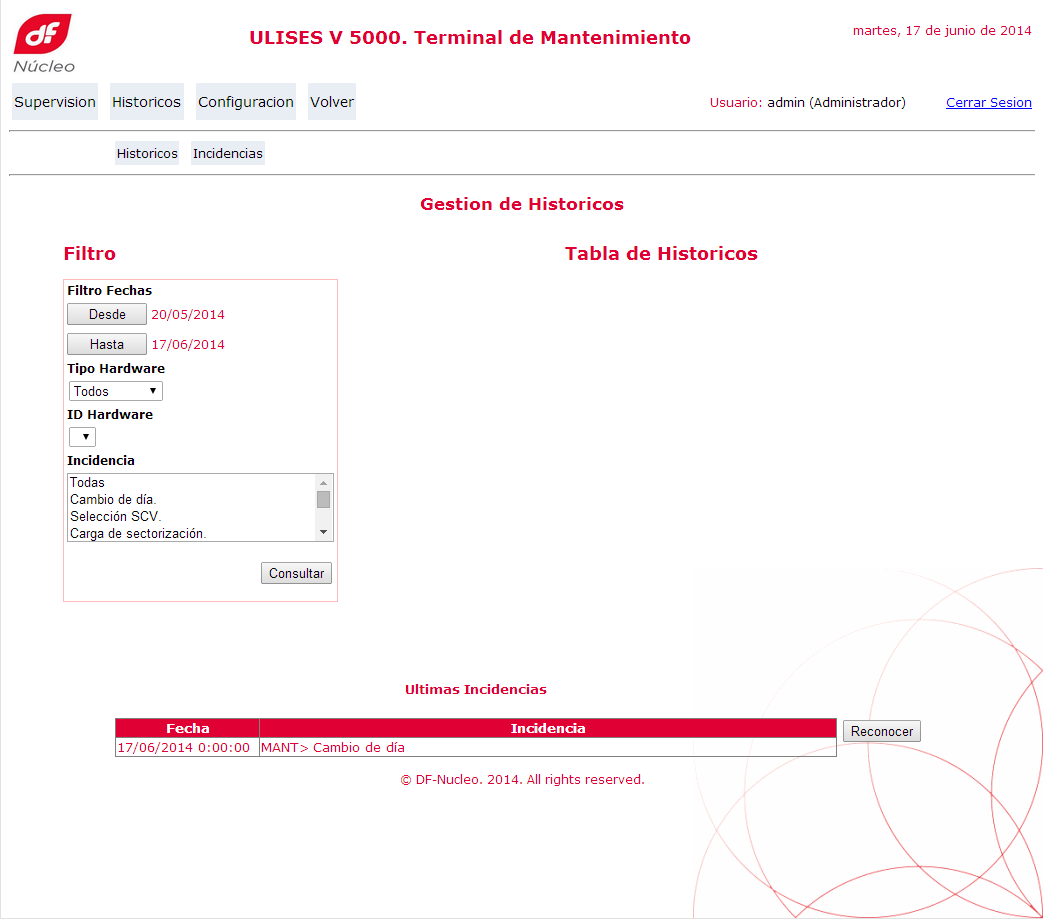 df
Núcleo
ULISES V 5000. Terminal de Mantenimiento
martes, 17 de junio de 2014
Supervision Historicos Configuracion Volver
Usuario: admin (Administrador) Cerrar Sesion
Historicos Incidencias
Gestion de Historicos
Filtro
Tabla de Historicos
Filtro Fechas
Desde 20/05/2014
Hasta 17/06/2014
Tipo Hardware
Todos
ID Hardware
Incidencia
Todas
Cambio de día.
Selección SCV.
Carga de sectorización.
Consultar
Ultimas Incidencias
Fecha Incidencia
17/06/2014 0:00:00 MANT> Cambio de día
Reconocer
© DF-Nucleo. 2014. All rights reserved.